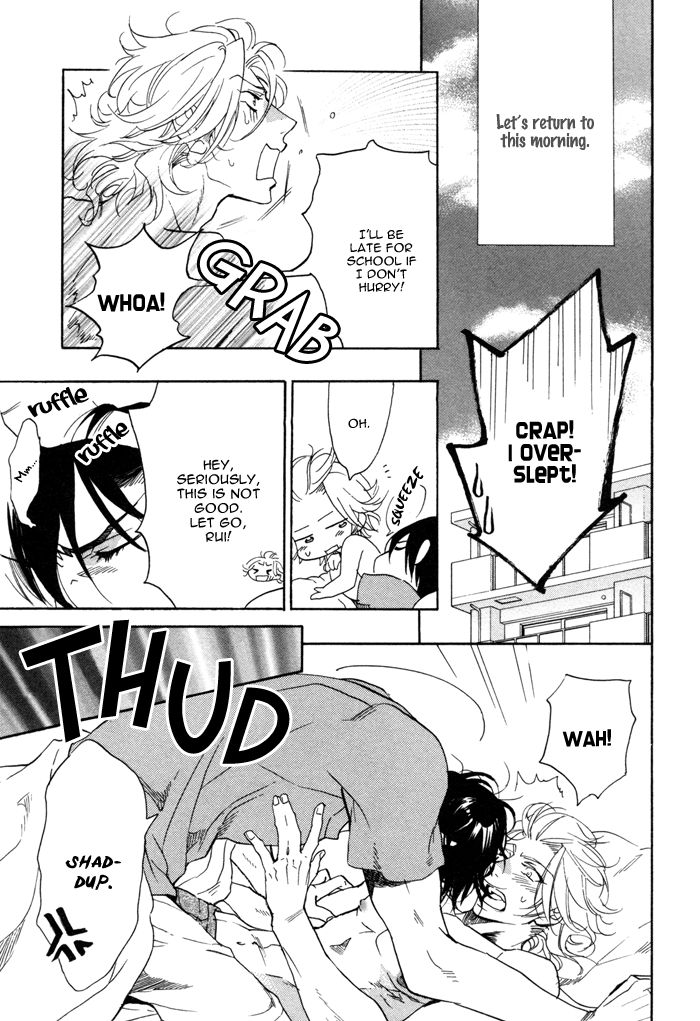 Let's return to
this morning.
CRAP!
I OVER-
SLEPT!
I'LL BE
LATE FOR
SCHOOL IF
I DON'T
HURRY!
GRAB
WHOA!
OH.
SQUEEZE
HEY,
SERIOUSLY,
THIS IS NOT
GOOD.
LET GO,
RUI!
ruffle
ruffle
Mw...
THUD
WAH!
SHAD-
DUP.